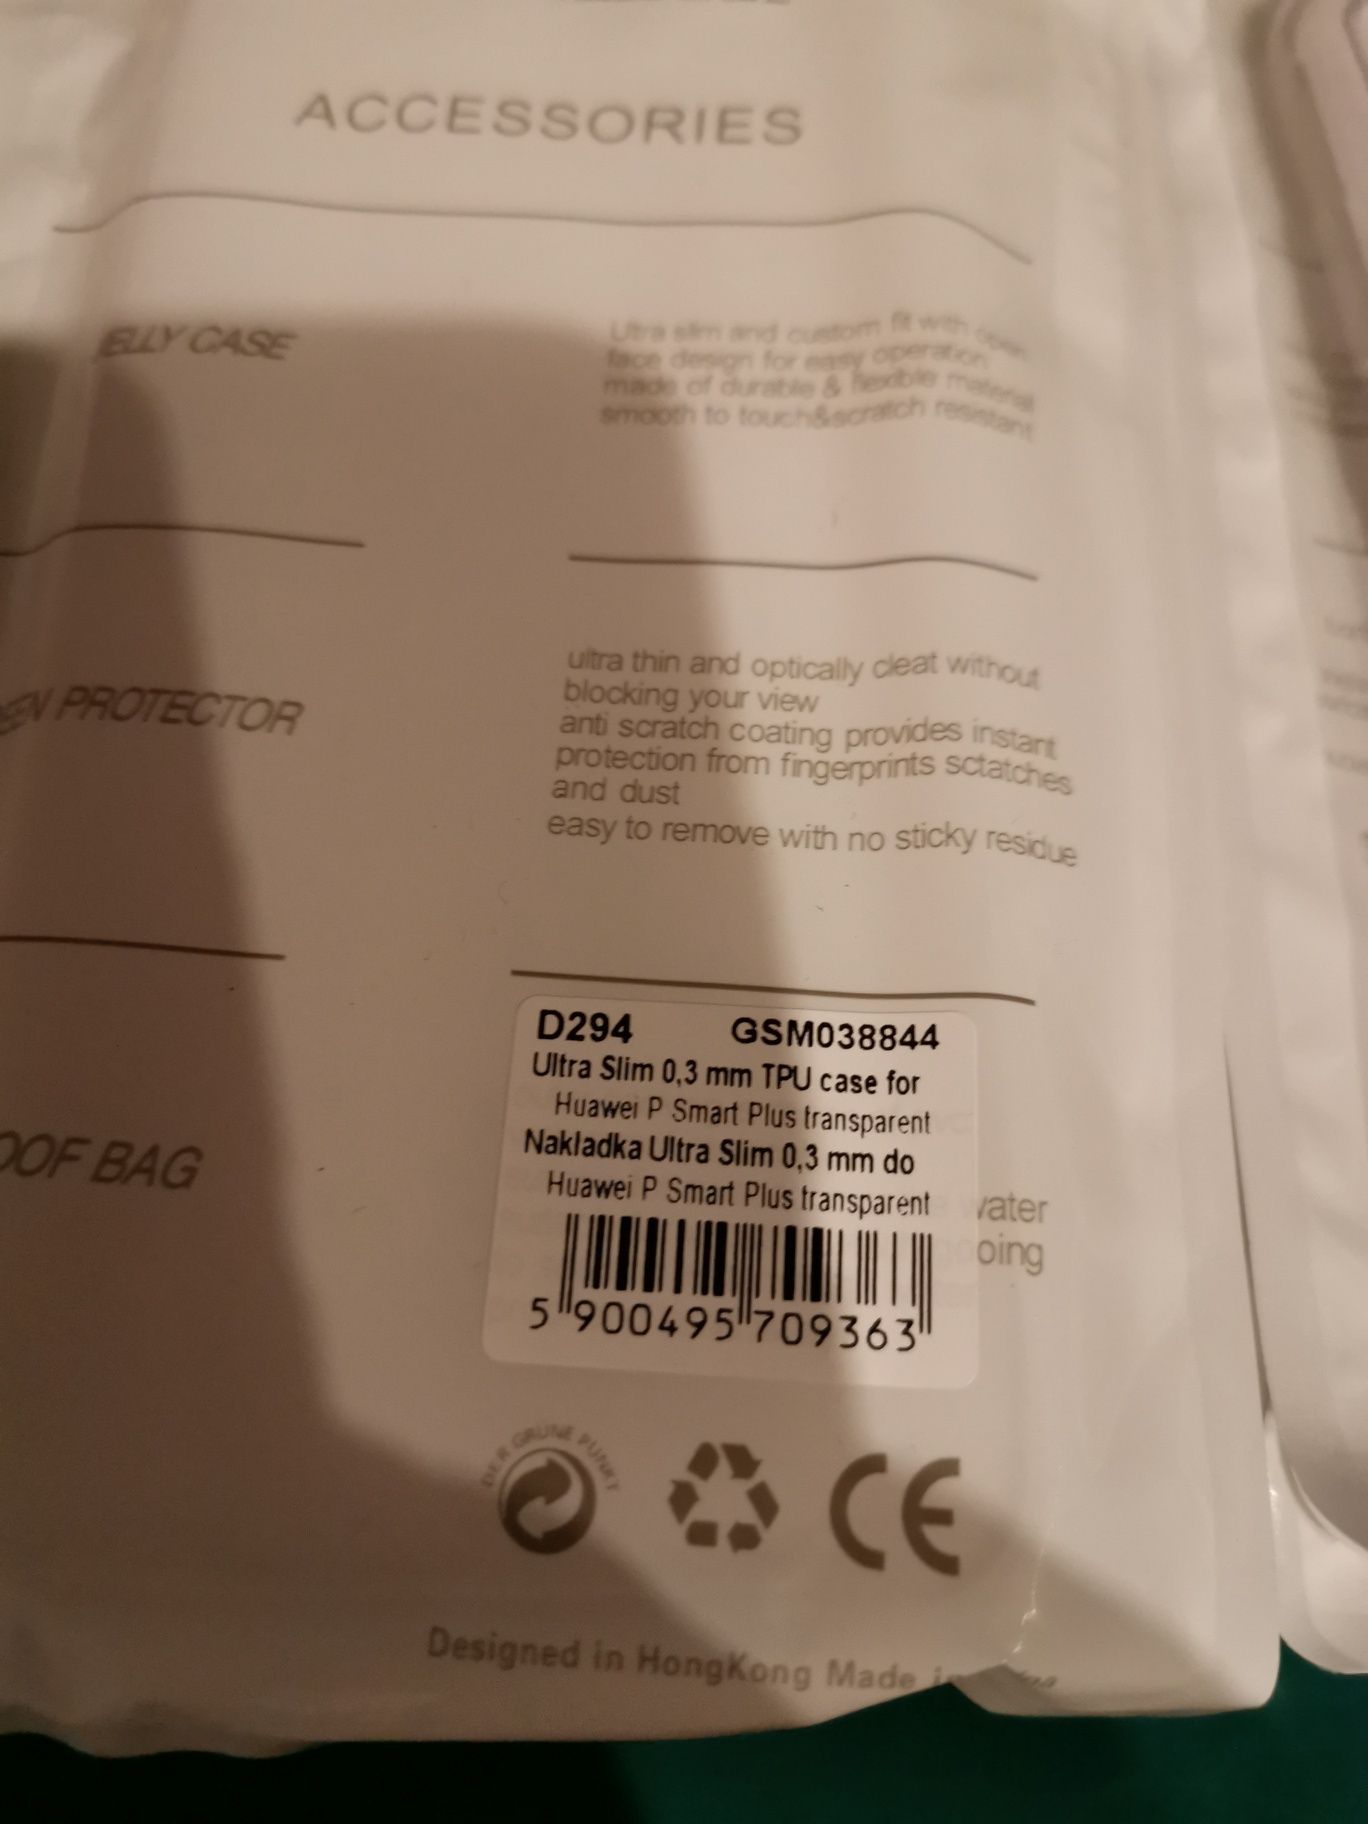 ACCESSORIES
ELLY CASE
Ultra slim and custom fit with open
face design for easy operation
made of durable & flexible material
smooth to touch&scratch resistant
EN PROTECTOR
ultra thin and optically cleat without
blocking your view
anti scratch coating provides instant
protection from fingerprints sctatches
and dust
easy to remove with no sticky residue
D294 GSM038844
Ultra Slim 0,3 mm TPU case for
Huawei P Smart Plus transparent
Nakladka Ultra Slim 0,3 mm do
Huawei P Smart Plus transparent
5 900495 709363
OOF BAG
water
oing
DER GRÜNE PUNKT
CE
Designed in HongKong Made in